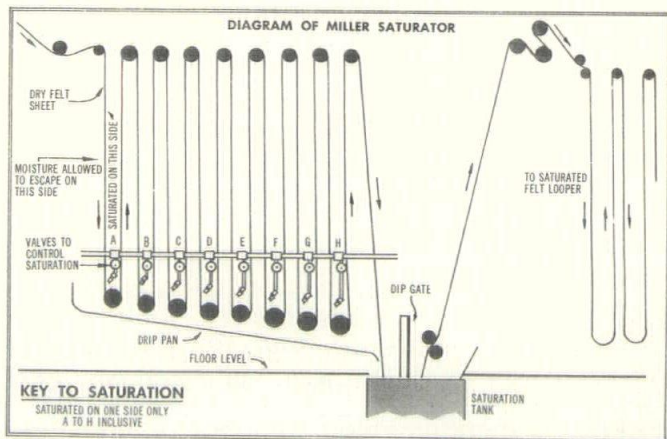 DIAGRAM OF MILLER SATURATOR
DRY FELT
SHEET
SATURATED ON THIS SIDE
MOISTURE ALLOWED
TO ESCAPE ON
THIS SIDE
TO SATURATED
FELT LOOPER
A B C D E F G H
VALVES TO
CONTROL
SATURATION
DIP GATE
DRIP PAN
FLOOR LEVEL
KEY TO SATURATION
SATURATED ON ONE SIDE ONLY
A TO H INCLUSIVE
SATURATION
TANK